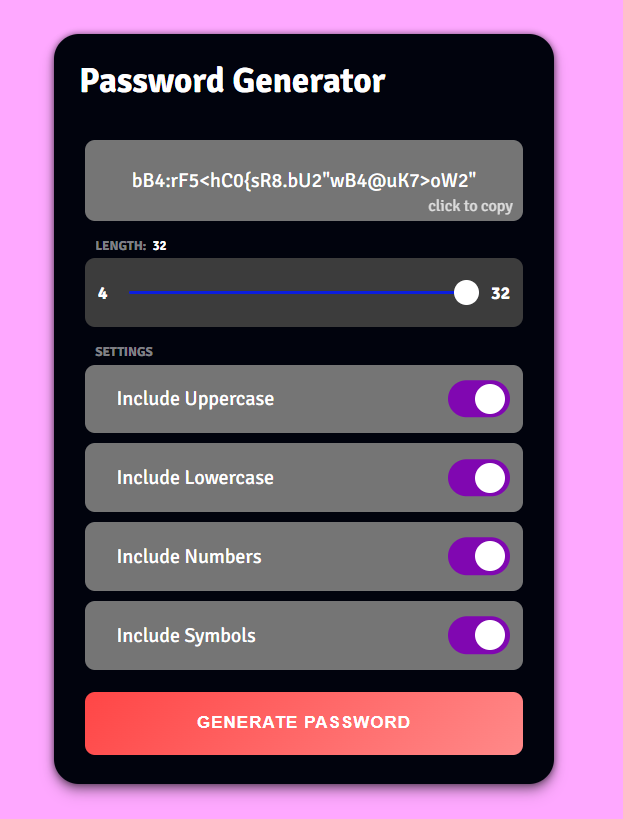 Password Generator
bB4:rF5<hC0{sR8.bU2"wB4@uK7>oW2"
click to copy
LENGTH: 32
4 32
SETTINGS
Include Uppercase
Include Lowercase
Include Numbers
Include Symbols
GENERATE PASSWORD